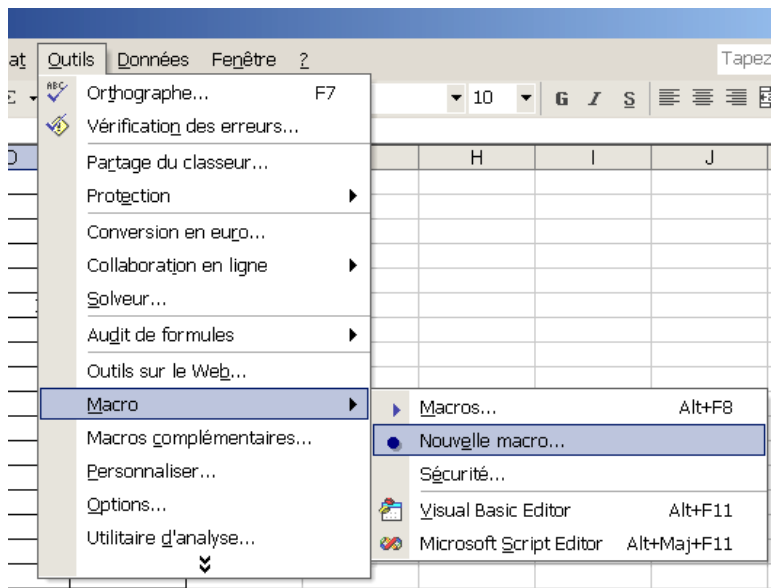 at Outils Données Fenêtre ? Tapez
ABC Orthographe... F7
10 G I S
Vérification des erreurs...
Partage du classeur...
H I J
Protection
Conversion en euro...
Collaboration en ligne
Solveur...
Audit de formules
Outils sur le Web...
Macro
Macros... Alt+F8
Macros complémentaires...
Nouvelle macro...
Personnaliser...
Sécurité...
Options...
Visual Basic Editor Alt+F11
Utilitaire d'analyse...
Microsoft Script Editor Alt+Maj+F11